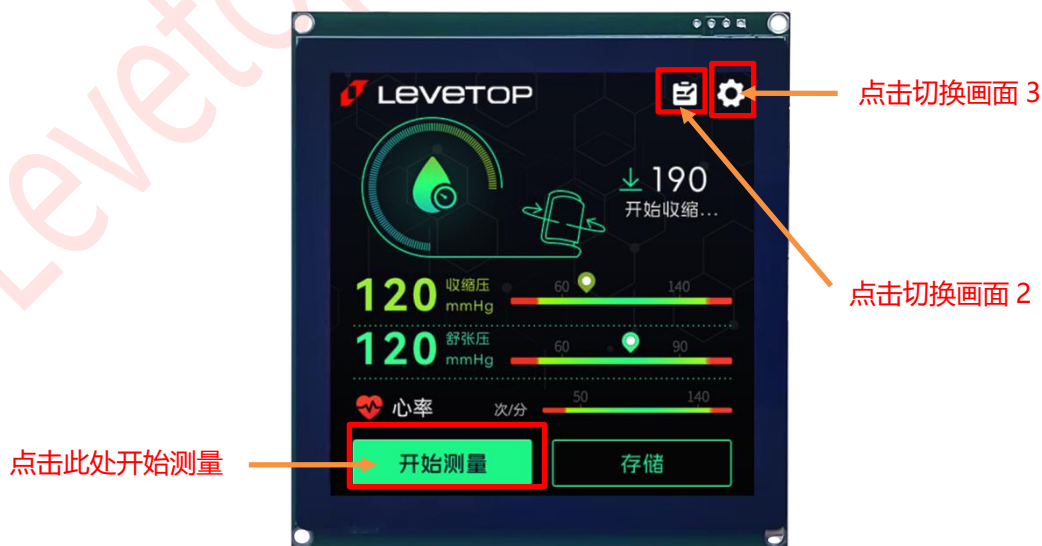 Leveto
LEVETOP
点击切换画面 3
190
开始收缩...
点击切换画面 2
120 收缩压 mmHg 60 140
120 舒张压 mmHg 60 90
心率 次/分 50 140
点击此处开始测量
开始测量 存储